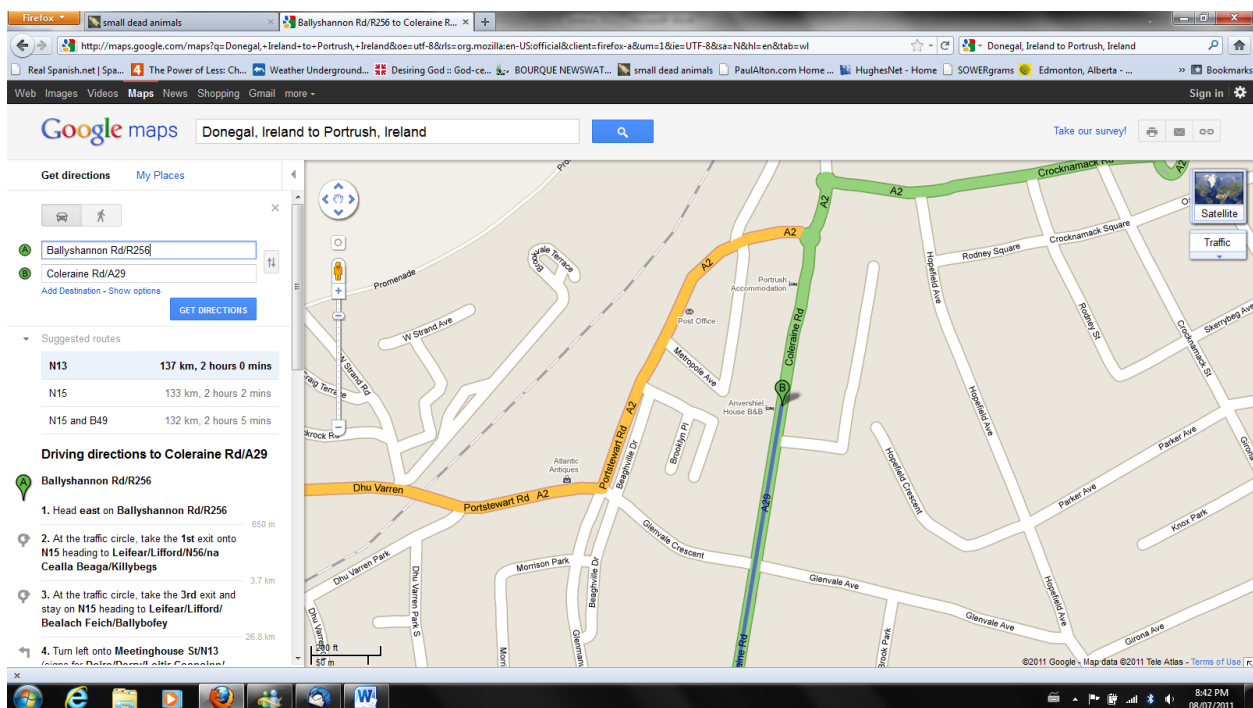 Firefox
small dead animals
Ballyshannon Rd/R256 to Coleraine R...
http://maps.google.com/maps?q=Donegal,+Ireland+to+Portrush,+Ireland&oe=utf-8&rls=org.mozilla:en-US:official&client=firefox-a&um=1&ie=UTF-8&sa=N&hl=en&tab=wl
Donegal, Ireland to Portrush, Ireland
Real Spanish.net | Spa...
4 The Power of Less: Ch...
Weather Underground...
Desiring God :: God-ce...
BOURQUE NEWSWAT...
small dead animals
PaulAlton.com Home ...
HughesNet - Home
SOWERgrams
Edmonton, Alberta - ...
» Bookmarks
Web Images Videos Maps News Shopping Gmail more
Sign in
Google maps
Donegal, Ireland to Portrush, Ireland
Take our survey!
Get directions
My Places
A Ballyshannon Rd/R256
B Coleraine Rd/A29
Add Destination - Show options
GET DIRECTIONS
Suggested routes
N13 137 km, 2 hours 0 mins
N15 133 km, 2 hours 2 mins
N15 and B49 132 km, 2 hours 5 mins
Driving directions to Coleraine Rd/A29
A Ballyshannon Rd/R256
1. Head east on Ballyshannon Rd/R256
650 m
2. At the traffic circle, take the 1st exit onto
N15 heading to Leifear/Lifford/N56/na
Cealla Beaga/Killybegs
3.7 km
3. At the traffic circle, take the 3rd exit and
stay on N15 heading to Leifear/Lifford/
Bealach Feich/Ballybofey
26.8 km
4. Turn left onto Meetinghouse St/N13
Crocknamack Rd
A2
A2
A2
Satellite
Traffic
Crocknamack Square
Rodney Square
Hopefield Ave
A2
A2
Promenade
Portrush
Accommodation
Post Office
Coleraine Rd
Rodney St
Skerrybeg Ave
Crocknamack St
W Strand Ave
Metropole Ave
B
Anvershiel
House B&B
A2
Hopefield Ave
Brooklyn Pl
Beaghville Dr
Portstewart Rd
Parker Ave
Atlantic
Antiques
Hopefield Crescent
Dhu Varren
Portstewart Rd A2
A29
Parker Ave
Knox Park
Glenvale Crescent
Dhu Varren Park
Morrison Park
Beaghville Dr
Glenvale Ave
Hopefield Ave
Dhu Varren Park S
Glenvale Ave
Girona Ave
200 ft
50 m
©2011 Google - Map data ©2011 Tele Atlas - Terms of Use
8:42 PM
08/07/2011